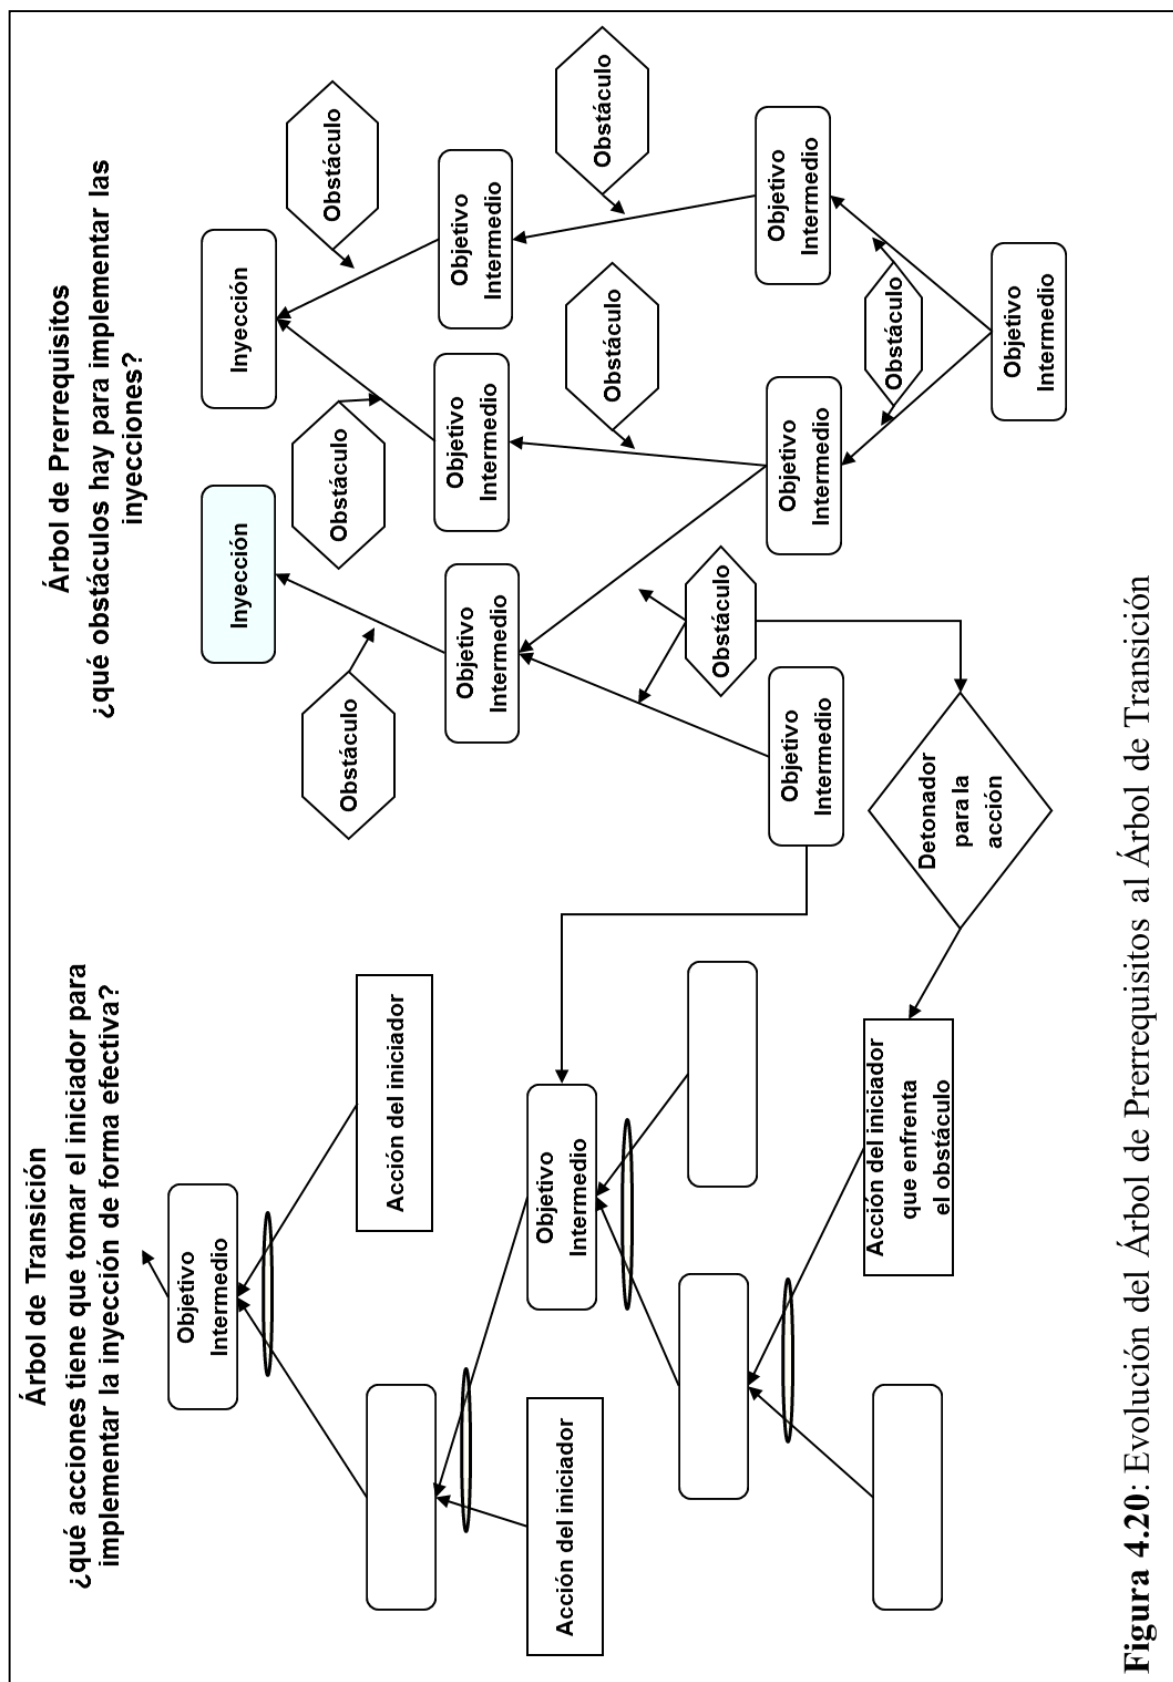 Árbol de Transición
¿qué acciones tiene que tomar el iniciador para
implementar la inyección de forma efectiva?
Objetivo
Intermedio
Acción del iniciador
Acción del iniciador
Objetivo
Intermedio
Acción del iniciador
que enfrenta
el obstáculo
Árbol de Prerrequisitos
¿qué obstáculos hay para implementar las
inyecciones?
Inyección
Inyección
Obstáculo
Obstáculo
Obstáculo
Objetivo
Intermedio
Objetivo
Intermedio
Objetivo
Intermedio
Obstáculo
Obstáculo
Obstáculo
Objetivo
Intermedio
Objetivo
Intermedio
Objetivo
Intermedio
Obstáculo
Detonador
para la
acción
Objetivo
Intermedio
Figura 4.20: Evolución del Árbol de Prerrequisitos al Árbol de Transición